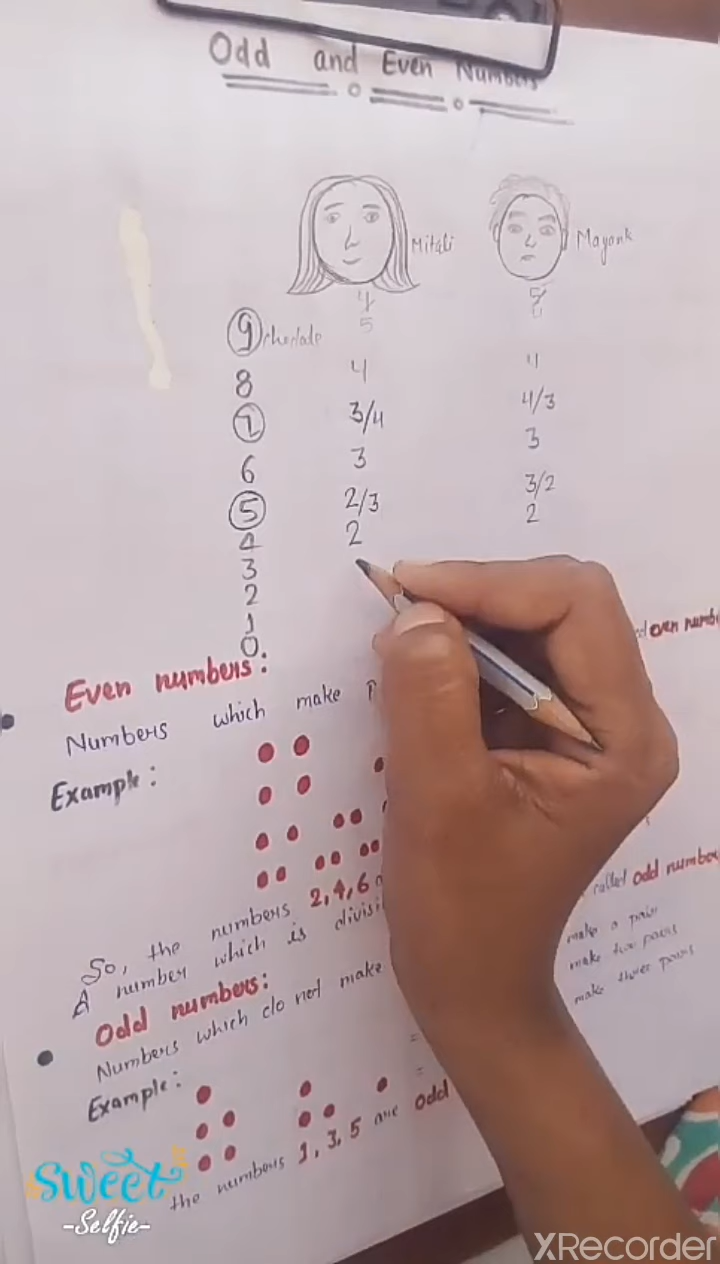 Odd and Even Numbers
Mitali
Mayank
4 5
5
9
8 4 4
7 3/4 4/3
6 3 3
5 2/3 3/2
4 2 2
3
2
1
0
Even numbers:
Numbers which make even numb
Example:
So, the numbers 2, 4, 6 called odd number
A number which is divisi make a pair
make two pairs
Odd numbers: make three pairs
Numbers which do not make
Example:
the numbers 1, 3, 5 are odd
Sweet
-Selfie-
XRecorder